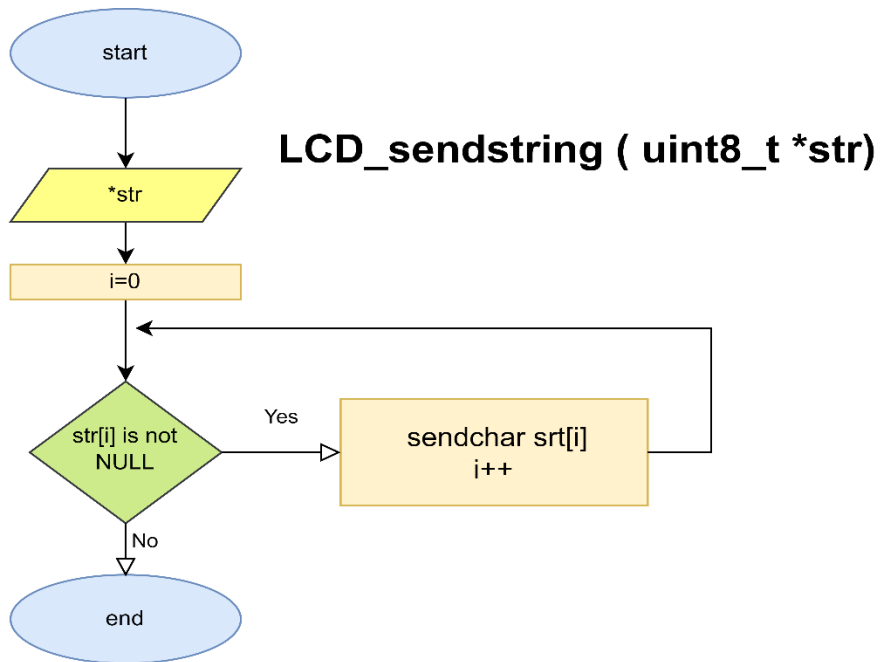 start
LCD_sendstring ( uint8_t *str)
*str
i=0
str[i] is not
NULL
Yes
sendchar srt[i]
i++
No
end